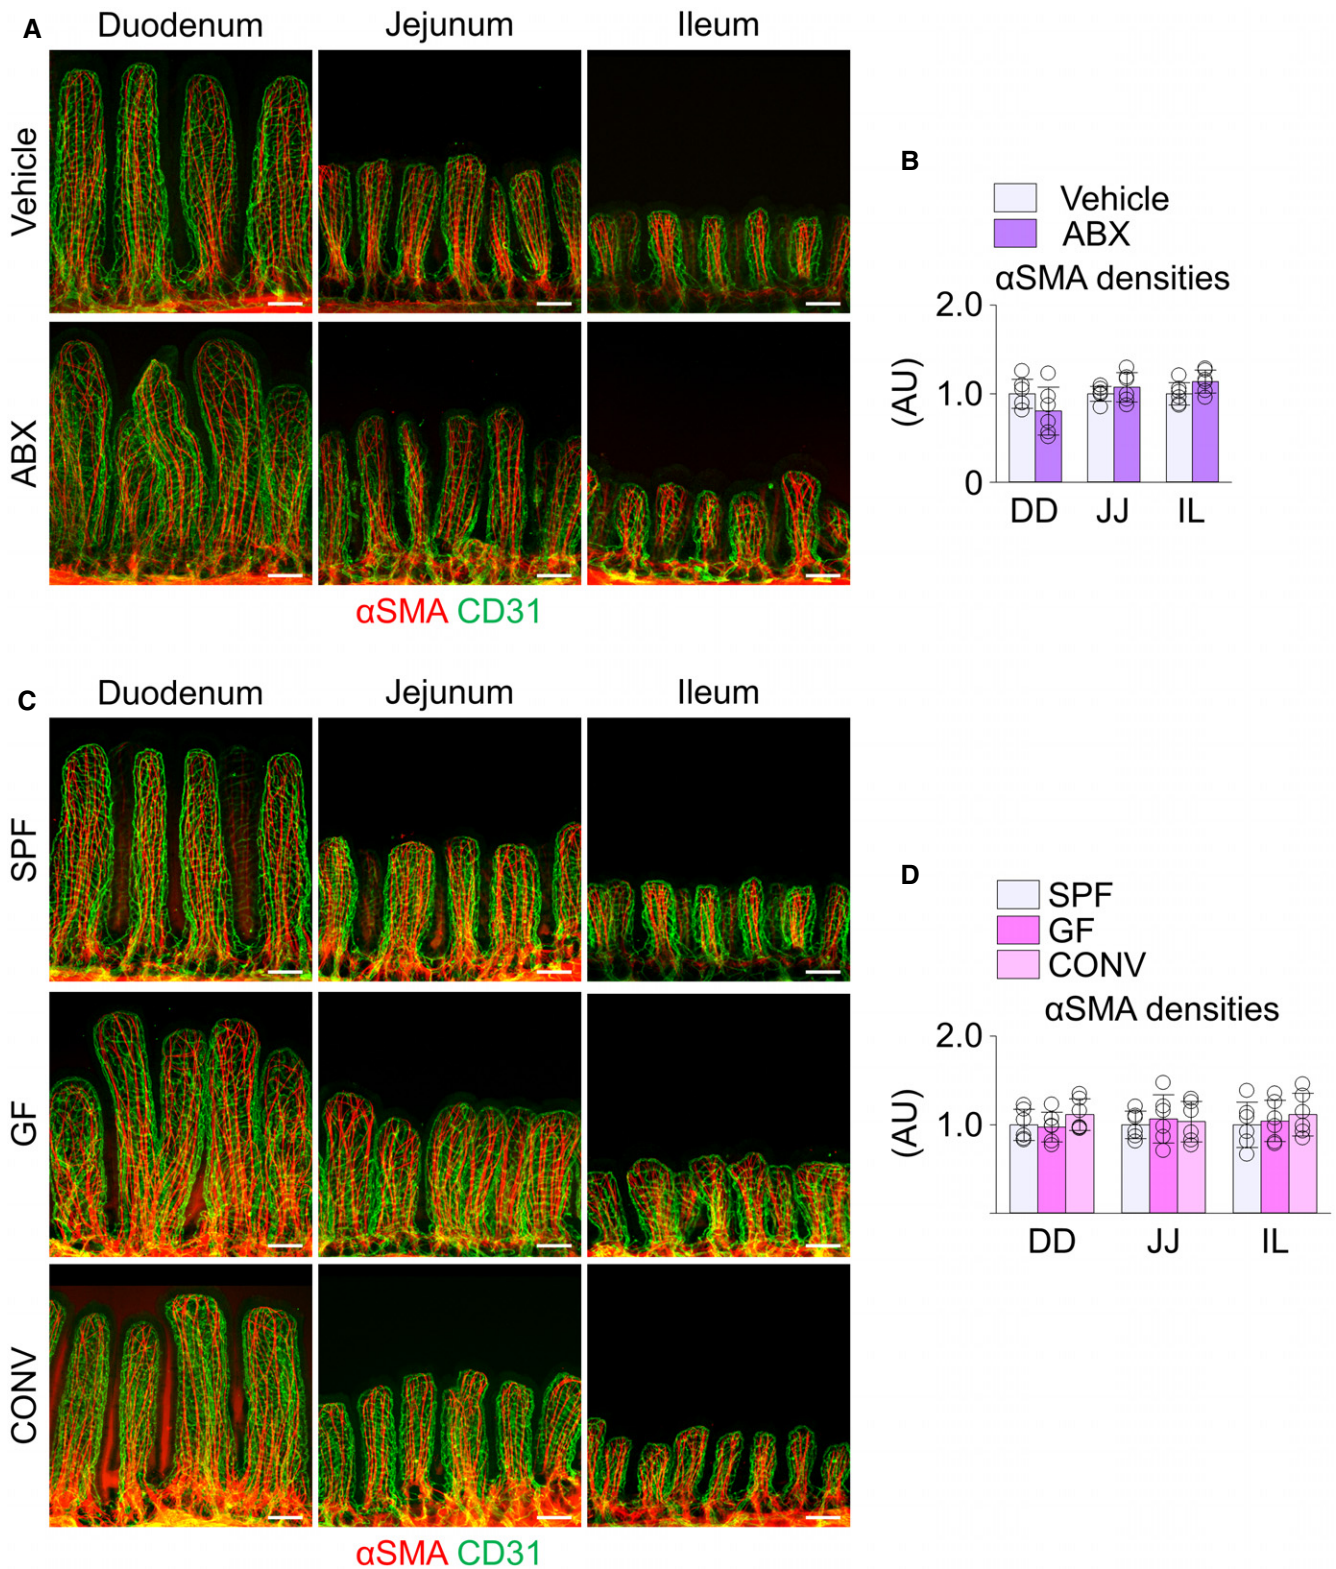 A
Duodenum Jejunum Ileum
Vehicle
ABX
αSMA CD31
B
Vehicle
ABX
αSMA densities
(AU)
2.0
1.0
0
DD JJ IL
C
Duodenum Jejunum Ileum
SPF
GF
CONV
αSMA CD31
D
SPF
GF
CONV
αSMA densities
(AU)
2.0
1.0
DD JJ IL